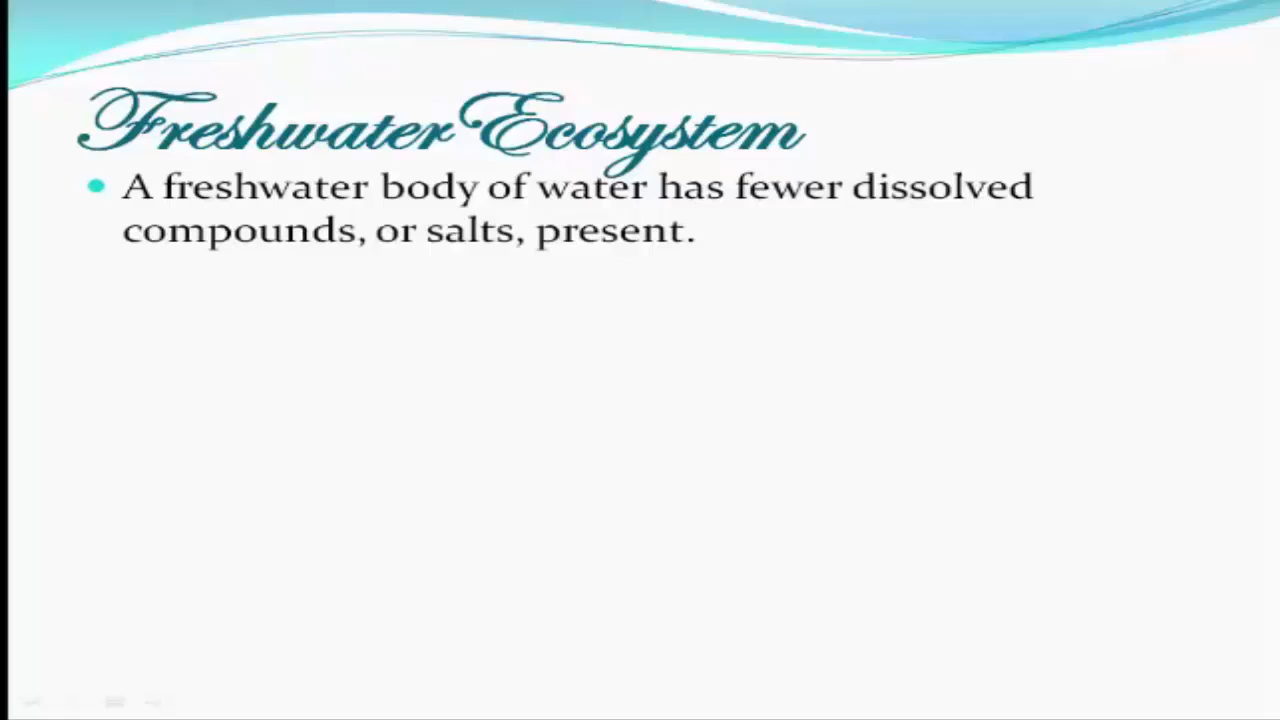 Freshwater Ecosystem
• A freshwater body of water has fewer dissolved
compounds, or salts, present.